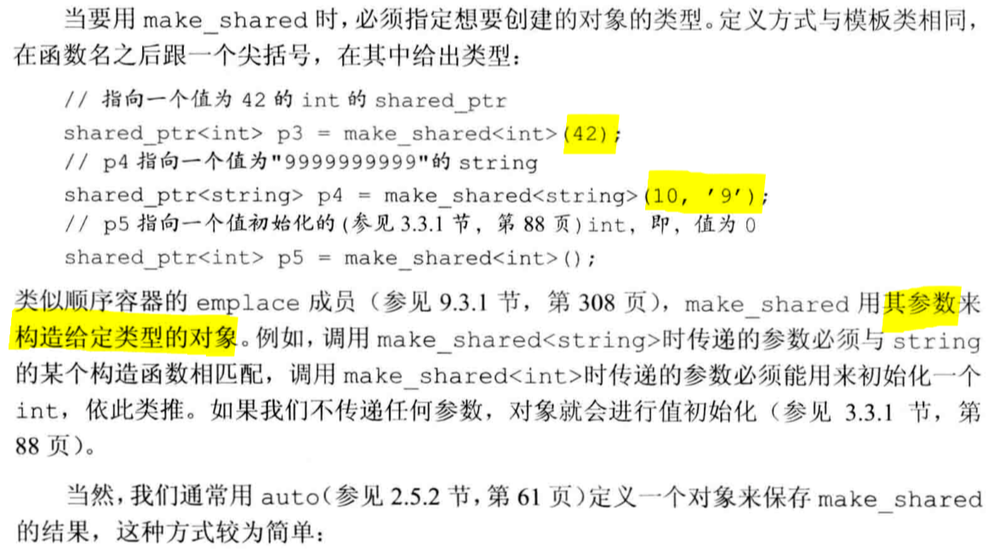 当要用 make_shared 时,必须指定想要创建的对象的类型。定义方式与模板类相同,
在函数名之后跟一个尖括号，在其中给出类型：
// 指向一个值为 42 的 int 的 shared_ptr
shared_ptr<int> p3 = make_shared<int>(42);
// p4 指向一个值为"9999999999"的 string
shared_ptr<string> p4 = make_shared<string>(10, '9');
// p5 指向一个值初始化的 (参见 3.3.1 节，第 88 页) int，即，值为 0
shared_ptr<int> p5 = make_shared<int>();
类似顺序容器的 emplace 成员（参见 9.3.1 节，第 308 页），make_shared 用其参数来
构造给定类型的对象。例如,调用 make_shared<string>时传递的参数必须与 string
的某个构造函数相匹配，调用 make_shared<int>时传递的参数必须能用来初始化一个
int，依此类推。如果我们不传递任何参数，对象就会进行值初始化（参见 3.3.1 节，第
88 页）。
当然,我们通常用 auto(参见 2.5.2 节,第 61 页)定义一个对象来保存 make_shared
的结果，这种方式较为简单：